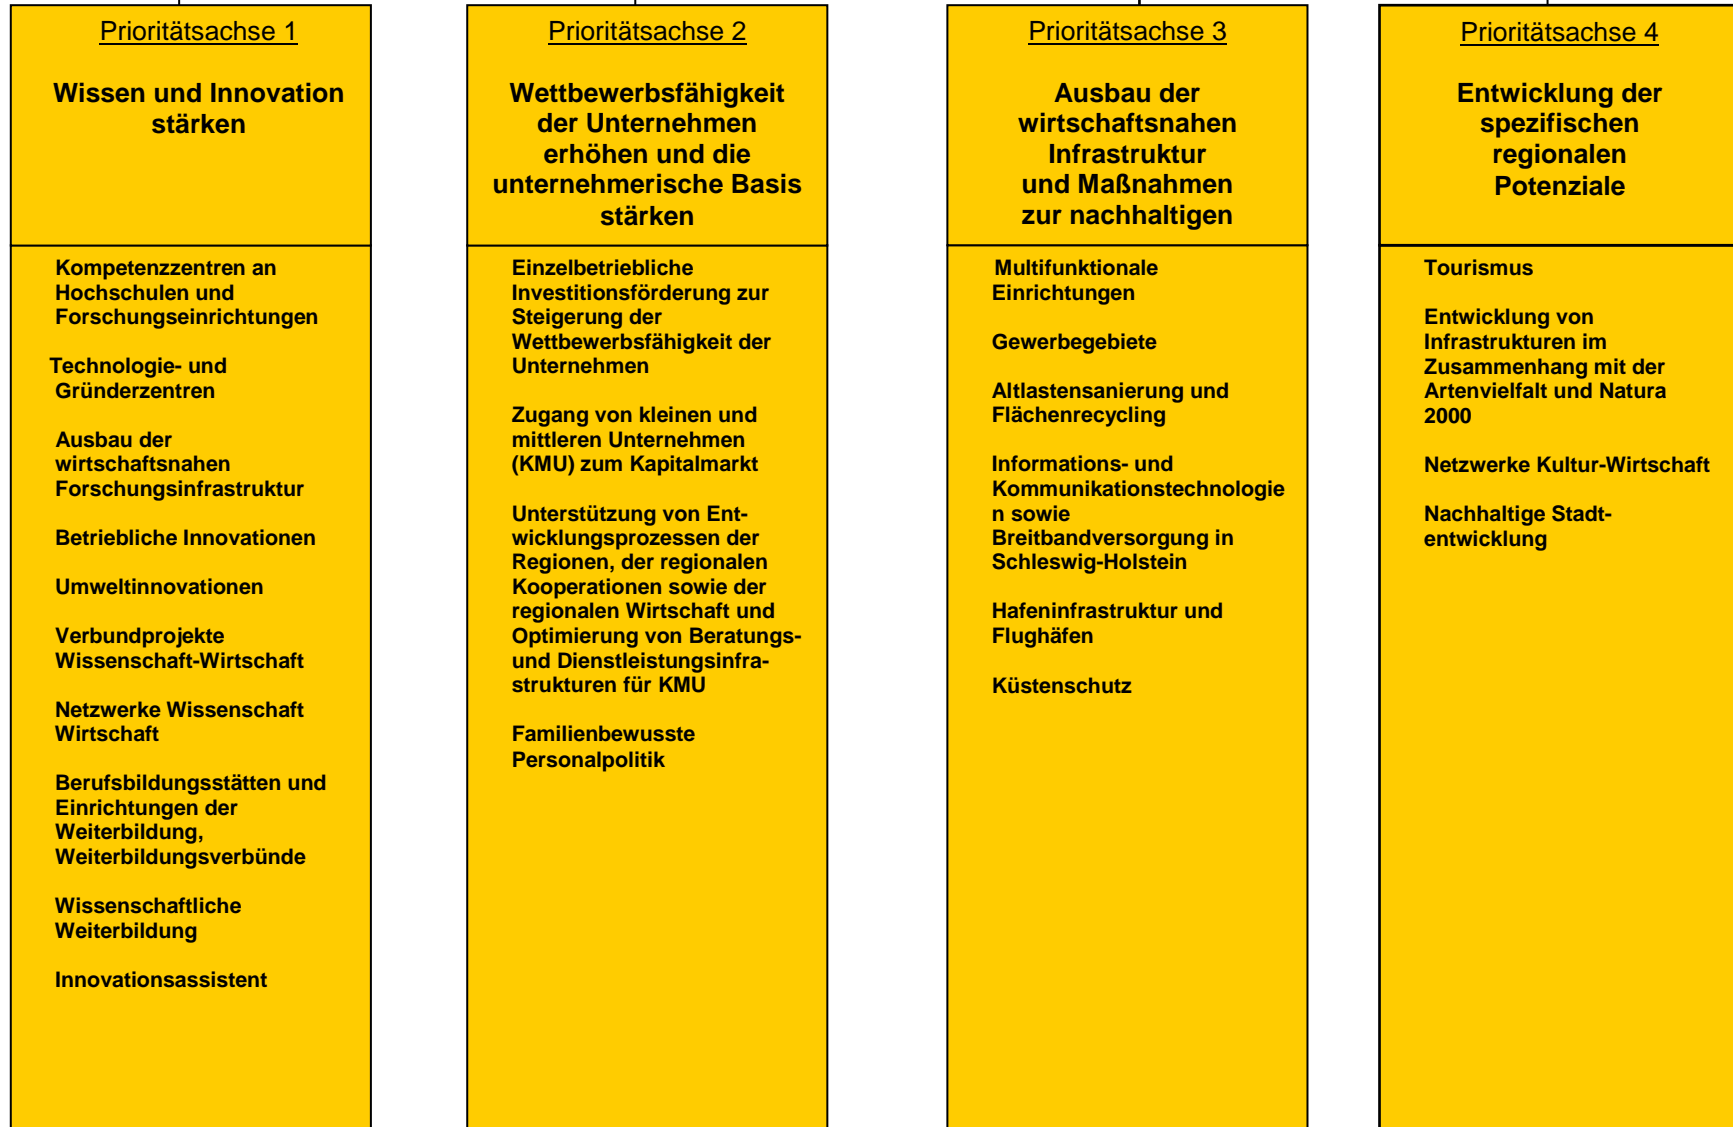 Prioritätsachse 1
Wissen und Innovation
stärken
Kompetenzzentren an
Hochschulen und
Forschungseinrichtungen
Technologie- und
Gründerzentren
Ausbau der
wirtschaftsnahen
Forschungsinfrastruktur
Betriebliche Innovationen
Umweltinnovationen
Verbundprojekte
Wissenschaft-Wirtschaft
Netzwerke Wissenschaft
Wirtschaft
Berufsbildungsstätten und
Einrichtungen der
Weiterbildung,
Weiterbildungsverbünde
Wissenschaftliche
Weiterbildung
Innovationsassistent
Prioritätsachse 2
Wettbewerbsfähigkeit
der Unternehmen
erhöhen und die
unternehmerische Basis
stärken
Einzelbetriebliche
Investitionsförderung zur
Steigerung der
Wettbewerbsfähigkeit der
Unternehmen
Zugang von kleinen und
mittleren Unternehmen
(KMU) zum Kapitalmarkt
Unterstützung von Ent-
wicklungsprozessen der
Regionen, der regionalen
Kooperationen sowie der
regionalen Wirtschaft und
Optimierung von Beratungs-
und Dienstleistungsinfra-
strukturen für KMU
Familienbewusste
Personalpolitik
Prioritätsachse 3
Ausbau der
wirtschaftsnahen
Infrastruktur
und Maßnahmen
zur nachhaltigen
Multifunktionale
Einrichtungen
Gewerbegebiete
Altlastensanierung und
Flächenrecycling
Informations- und
Kommunikationstechnologie
n sowie
Breitbandversorgung in
Schleswig-Holstein
Hafeninfrastruktur und
Flughäfen
Küstenschutz
Prioritätsachse 4
Entwicklung der
spezifischen
regionalen
Potenziale
Tourismus
Entwicklung von
Infrastrukturen im
Zusammenhang mit der
Artenvielfalt und Natura
2000
Netzwerke Kultur-Wirtschaft
Nachhaltige Stadt-
entwicklung